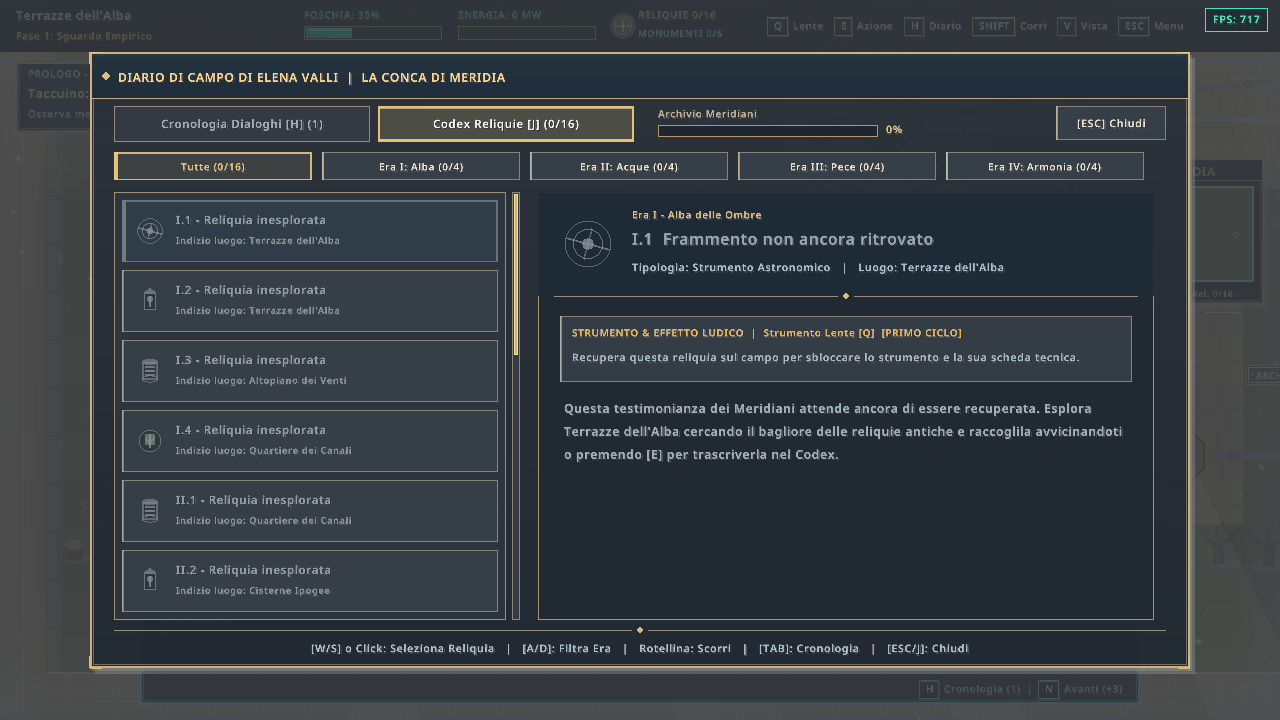 Terrazze dell'Alba
Fase 1: Sguardo Empirico
FOSCHIA: 35%
ENERGIA: 0 MW
RELIQUIE 0/16
MONUMENTI 0/5
Q Lente
E Azione
H Diario
SHIFT Corri
V Vista
ESC Menu
FPS: 717
PROLOGO -
Taccuino:
Osserva me
DIARIO DI CAMPO DI ELENA VALLI | LA CONCA DI MERIDIA
Cronologia Dialoghi [H] (1)
Codex Reliquie [J] (0/16)
Archivio Meridiani
0%
[ESC] Chiudi
Tutte (0/16)
Era I: Alba (0/4)
Era II: Acque (0/4)
Era III: Pece (0/4)
Era IV: Armonia (0/4)
I.1 - Reliquia inesplorata
Indizio luogo: Terrazze dell'Alba
I.2 - Reliquia inesplorata
Indizio luogo: Terrazze dell'Alba
I.3 - Reliquia inesplorata
Indizio luogo: Altopiano dei Venti
I.4 - Reliquia inesplorata
Indizio luogo: Quartiere dei Canali
II.1 - Reliquia inesplorata
Indizio luogo: Quartiere dei Canali
II.2 - Reliquia inesplorata
Indizio luogo: Cisterne Ipogee
Era I - Alba delle Ombre
I.1 Frammento non ancora ritrovato
Tipologia: Strumento Astronomico | Luogo: Terrazze dell'Alba
STRUMENTO & EFFETTO LUDICO | Strumento Lente [Q] [PRIMO CICLO]
Recupera questa reliquia sul campo per sbloccare lo strumento e la sua scheda tecnica.
Questa testimonianza dei Meridiani attende ancora di essere recuperata. Esplora
Terrazze dell'Alba cercando il bagliore delle reliquie antiche e raccoglila avvicinandoti
o premendo [E] per trascriverla nel Codex.
DIA
Rel. 0/16
ARCH
[W/S] o Click: Seleziona Reliquia | [A/D]: Filtra Era | Rotellina: Scorri | [TAB]: Cronologia | [ESC/J]: Chiudi
H Cronologia (1) | N Avanti (+3)